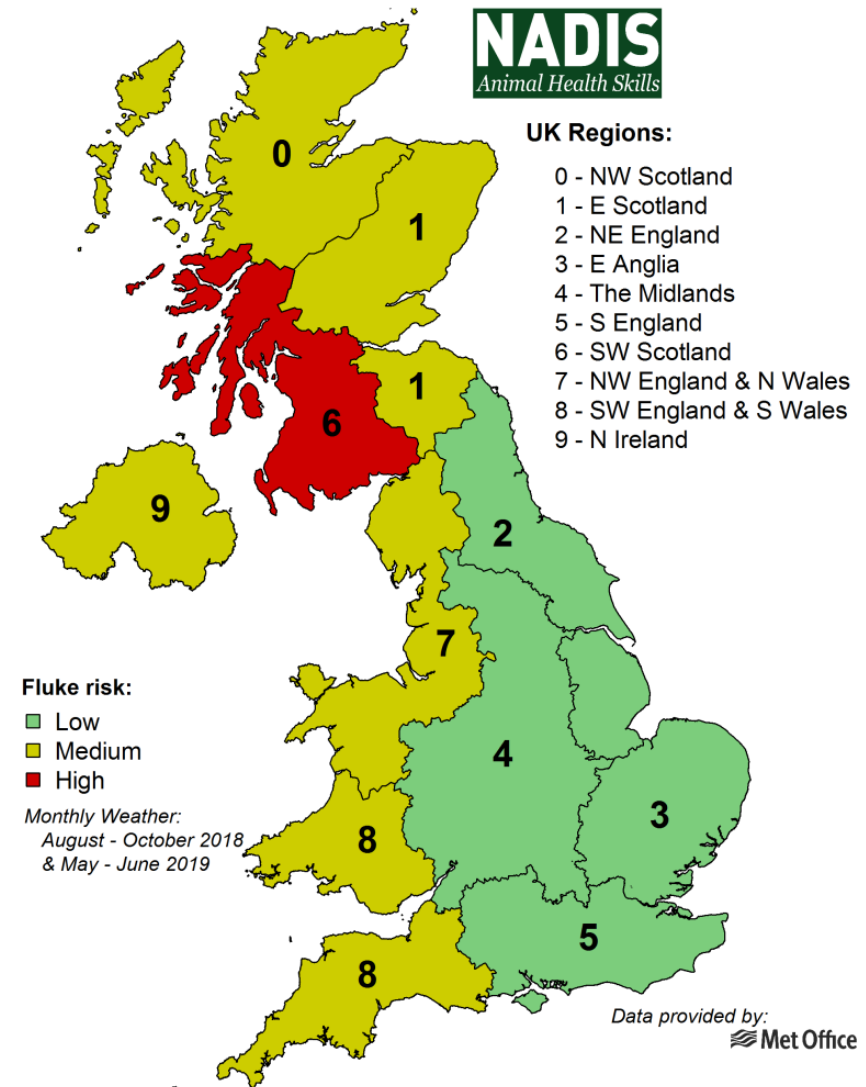 NADIS
Animal Health Skills
UK Regions:
0 - NW Scotland
1 - E Scotland
2 - NE England
3 - E Anglia
4 - The Midlands
5 - S England
6 - SW Scotland
7 - NW England & N Wales
8 - SW England & S Wales
9 - N Ireland
0
1
1
6
9
2
7
4
3
8
5
8
Fluke risk:
Low
Medium
High
Monthly Weather:
August - October 2018
& May - June 2019
Data provided by:
Met Office